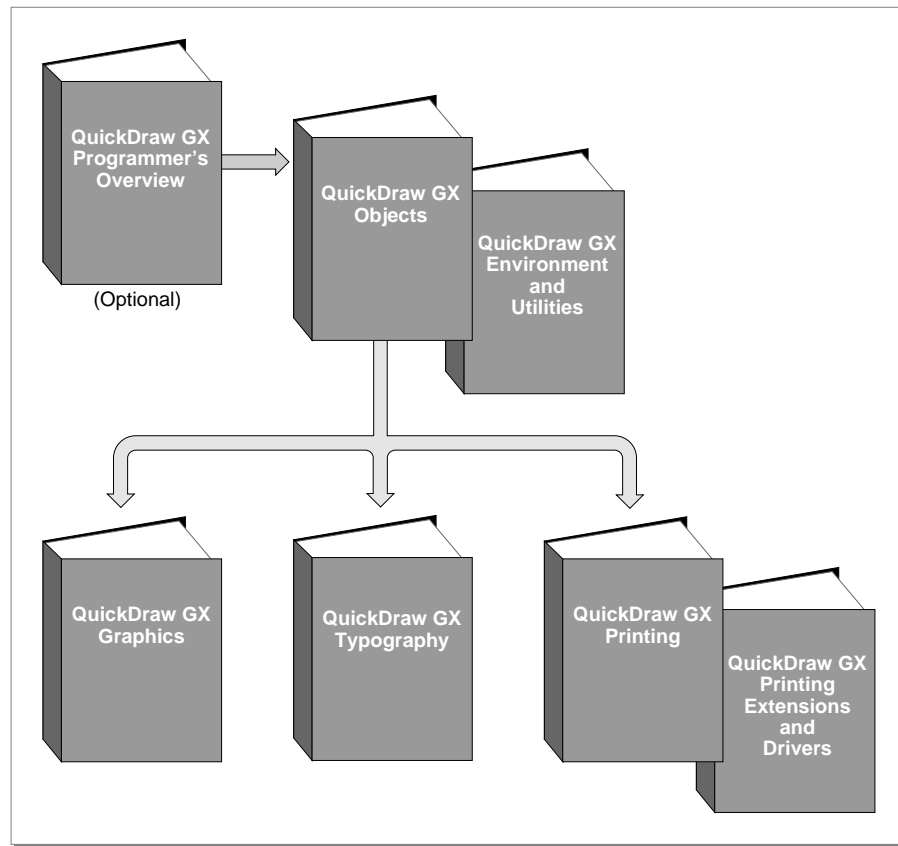 QuickDraw GX
Programmer’s
Overview
(Optional)
QuickDraw GX
Objects
QuickDraw GX
Environment
and
Utilities
QuickDraw GX
Graphics
QuickDraw GX
Typography
QuickDraw GX
Printing
QuickDraw GX
Printing
Extensions
and
Drivers